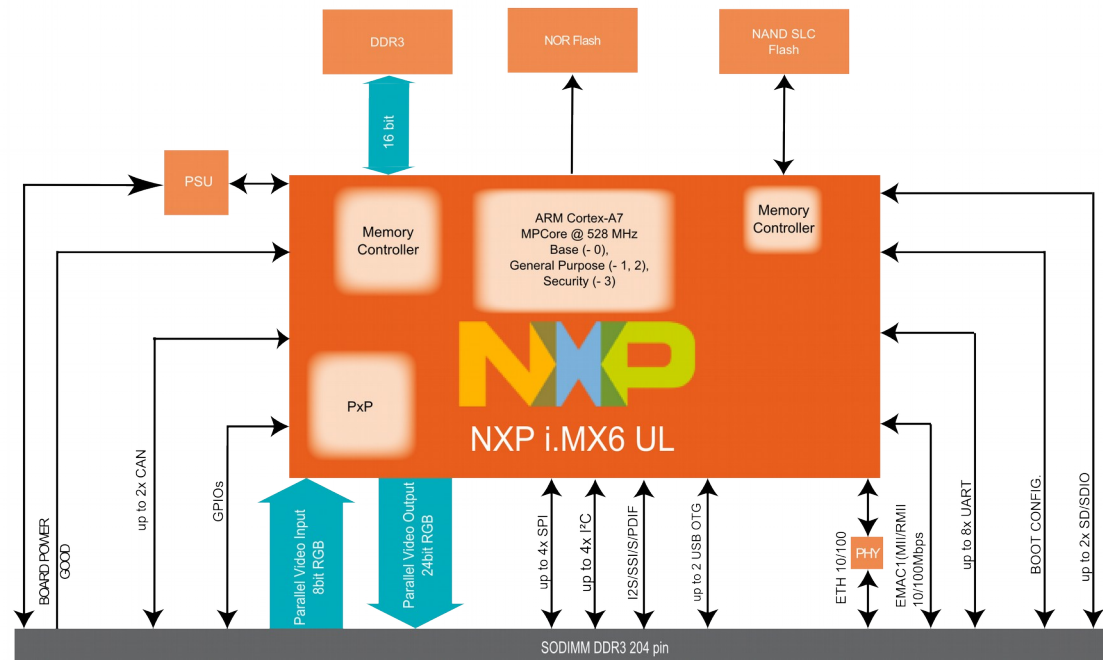 DDR3
NOR Flash
NAND SLC
Flash
16 bit
PSU
Memory
Controller
ARM Cortex-A7
MPCore @ 528 MHz
Base (- 0),
General Purpose (- 1, 2),
Security (- 3)
Memory
Controller
NXP
PxP
NXP i.MX6 UL
BOARD POWER
GOOD
up to 2x CAN
GPIOs
Parallel Video Input
8bit RGB
Parallel Video Output
24bit RGB
up to 4x SPI
up to 4x I²C
I2S/SSI/S/PDIF
up to 2 USB OTG
ETH 10/100
PHY
EMAC1(MII/RMII
10/100Mbps
up to 8x UART
BOOT CONFIG.
up to 2x SD/SDIO
SODIMM DDR3 204 pin